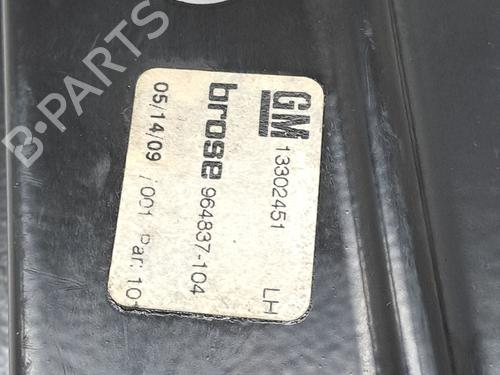 GM 13302451 LH
brose 964837-104
05/14/09 /001 par: 10
B-PARTS